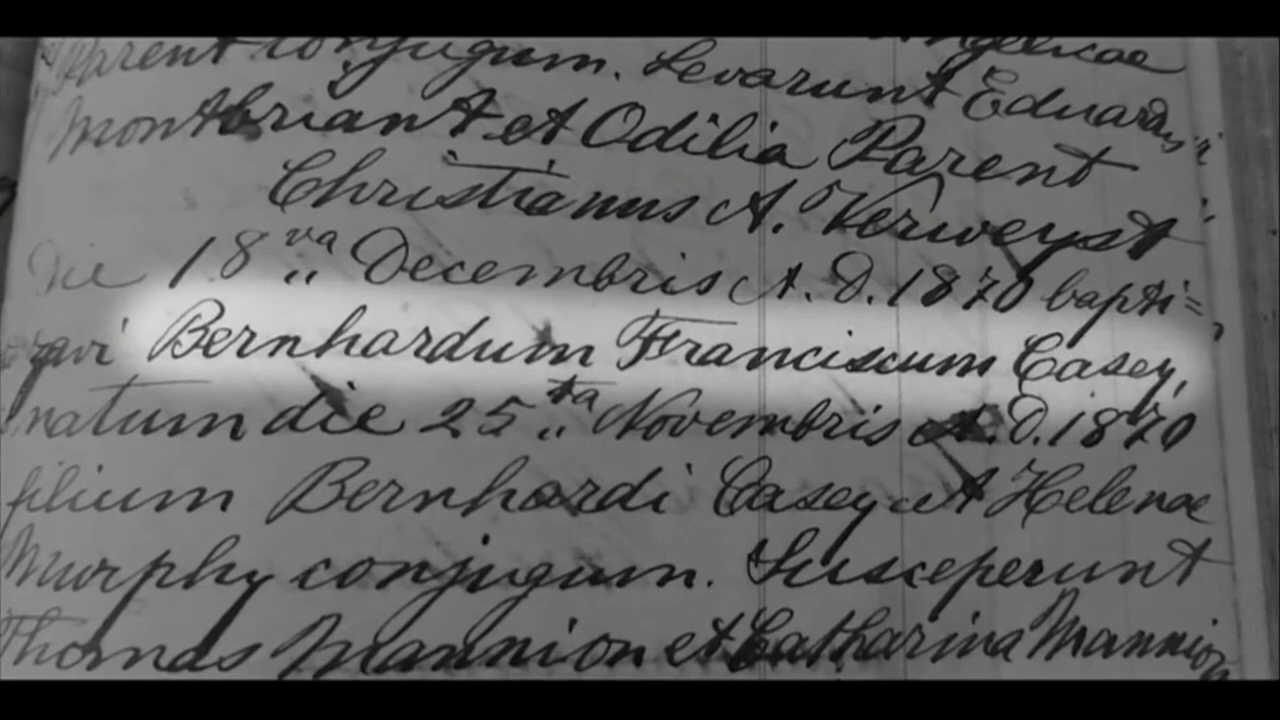 Angelicae
Parent conjugum. Levarunt Eduardus
Montbriant et Odilia Parent
Christianus A. Verweyst
Die 18va Decembris A. D. 1870 bapti=
zavi Bernhardum Franciscum Casey,
natum die 25ta Novembris A. D. 1870
filium Bernhardi Casey et Helenae
Murphy conjugum. Susceperunt
Thomas Mannion et Catharina Mannion